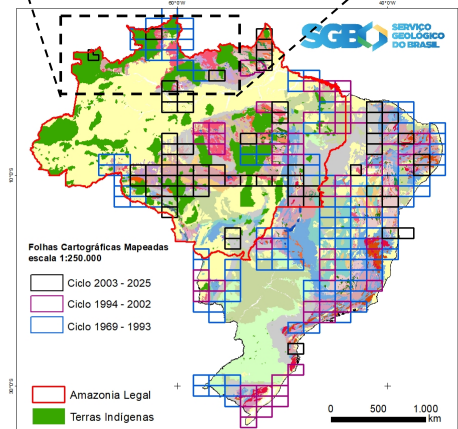 60°0'0"
40°0'0"
SGB SERVIÇO
GEOLÓGICO
DO BRASIL
10°0'S
Folhas Cartográficas Mapeadas
escala 1:250.000
Ciclo 2003 - 2025
Ciclo 1994 - 2002
Ciclo 1969 - 1993
30°0'S
Amazonia Legal
Terras Indígenas
0 500 1.000
km